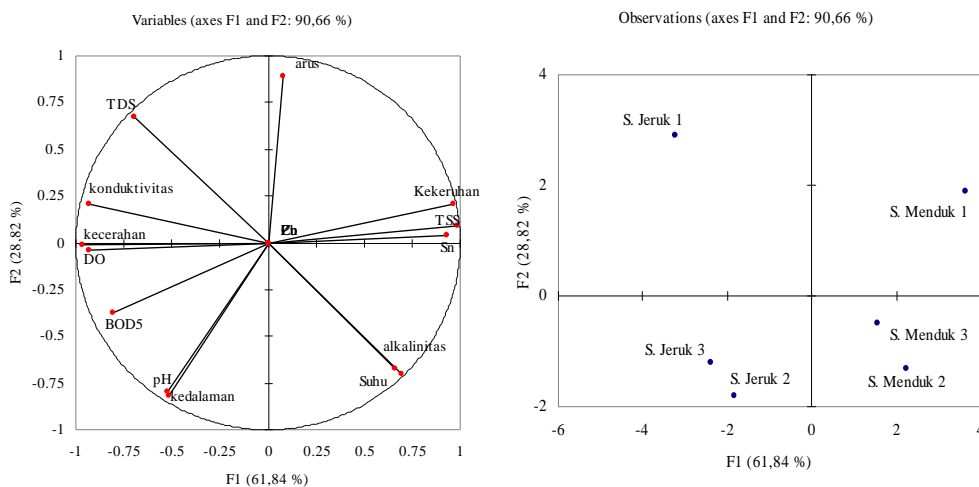 Variables (axes F1 and F2: 90,66 %)
arus
TDS
konduktivitas
Kekeruhan
TSS
kecerahan
Sn
DO
BOD5
alkalinitas
pH
Suhu
kedalaman
1
0.75
0.5
0.25
0
-0.25
-0.5
-0.75
-1
-1
-0.75
-0.5
-0.25
0
0.25
0.5
0.75
1
F1 (61,84 %)
F2 (28,82 %)
Observations (axes F1 and F2: 90,66 %)
S. Jeruk 1
S. Menduk 1
S. Menduk 3
S. Jeruk 3
S. Jeruk 2
S. Menduk 2
4
2
0
-2
-6
-4
-2
0
2
4
F1 (61,84 %)
F2 (28,82 %)